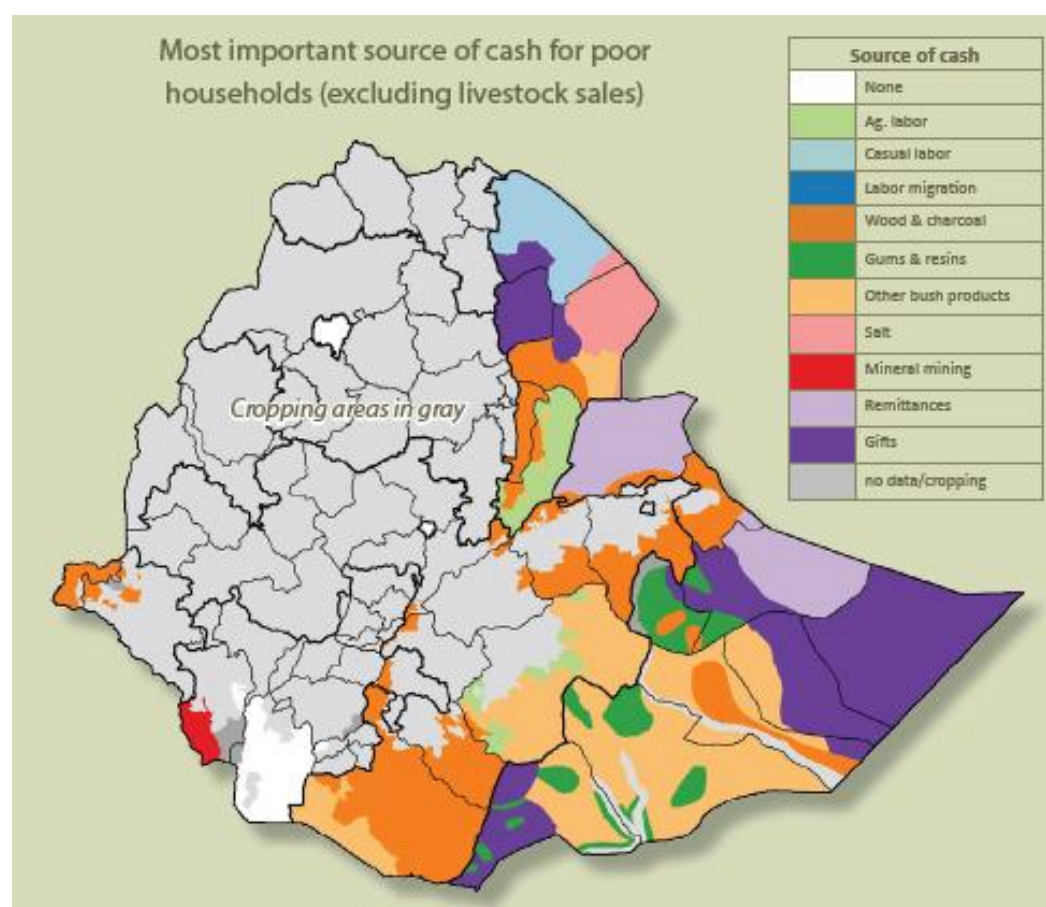 Most important source of cash for poor
households (excluding livestock sales)
Source of cash
None
Ag. labor
Casual labor
Labor migration
Wood & charcoal
Gums & resins
Other bush products
Salt
Mineral mining
Remittances
Gifts
no data/cropping
Cropping areas in gray